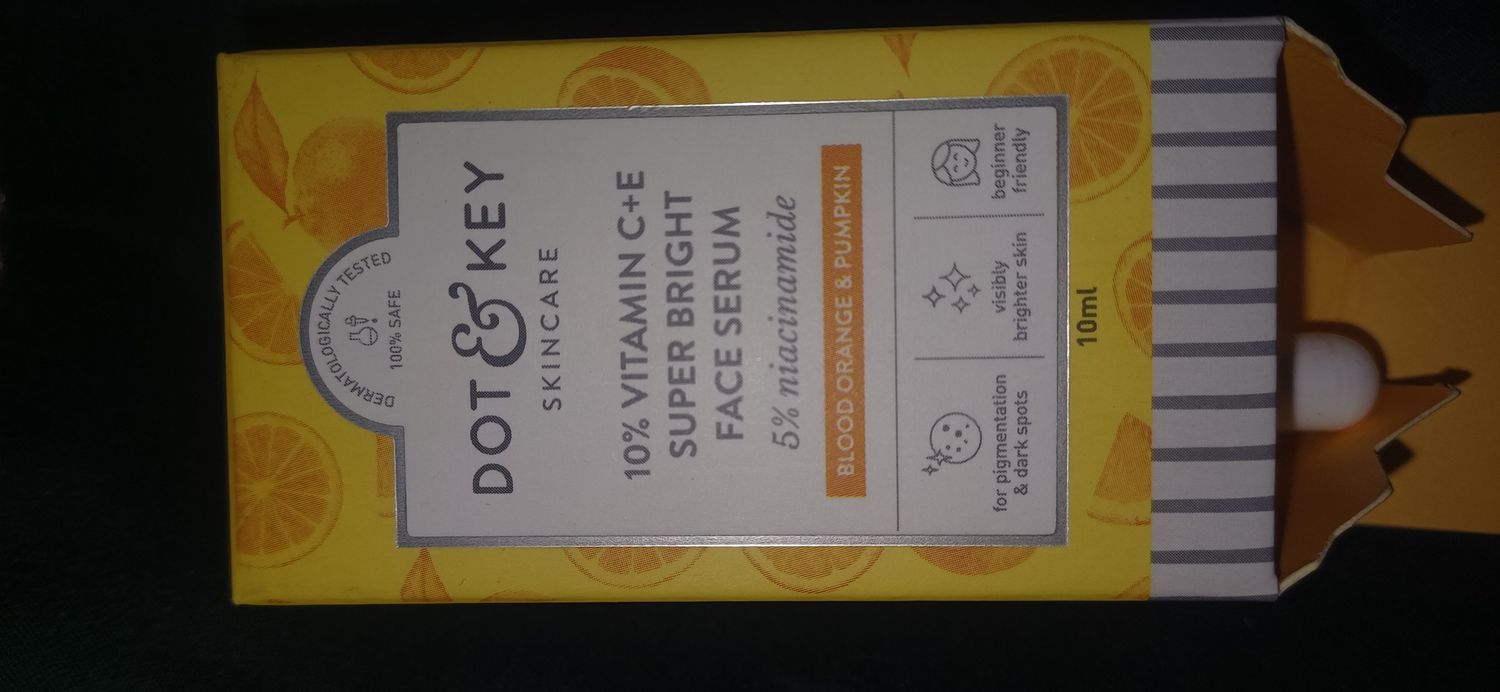 DERMATOLOGICALLY TESTED
100% SAFE
DOT & KEY
SKINCARE
10% VITAMIN C+E
SUPER BRIGHT
FACE SERUM
5% niacinamide
BLOOD ORANGE & PUMPKIN
for pigmentation
& dark spots
visibly
brighter skin
beginner
friendly
10ml